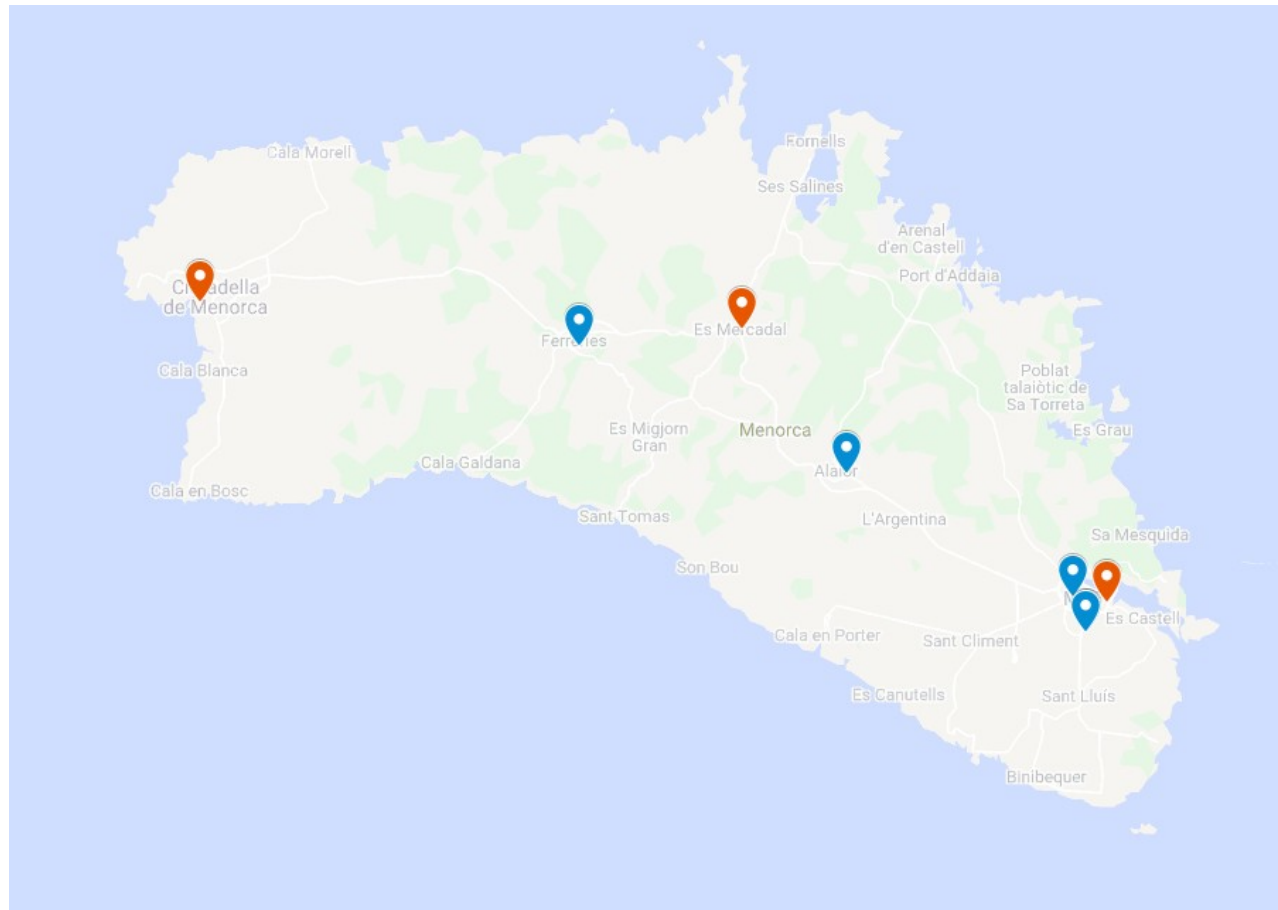 Fornells
Cala Morell
Ses Salines
Arenal
d'en Castell
Port d'Addaia
de Menorca
Es Mercadal
Cala Blanca
Poblat
talaiòtic de
Sa Torreta
Es Migjorn
Gran
Menorca
Es Grau
Cala Galdana
Alaior
Cala en Bosc
Sant Tomas
L'Argentina
Sa Mesquida
Son Bou
Es Castell
Cala en Porter
Sant Climent
Es Canutells
Sant Lluís
Binibequer